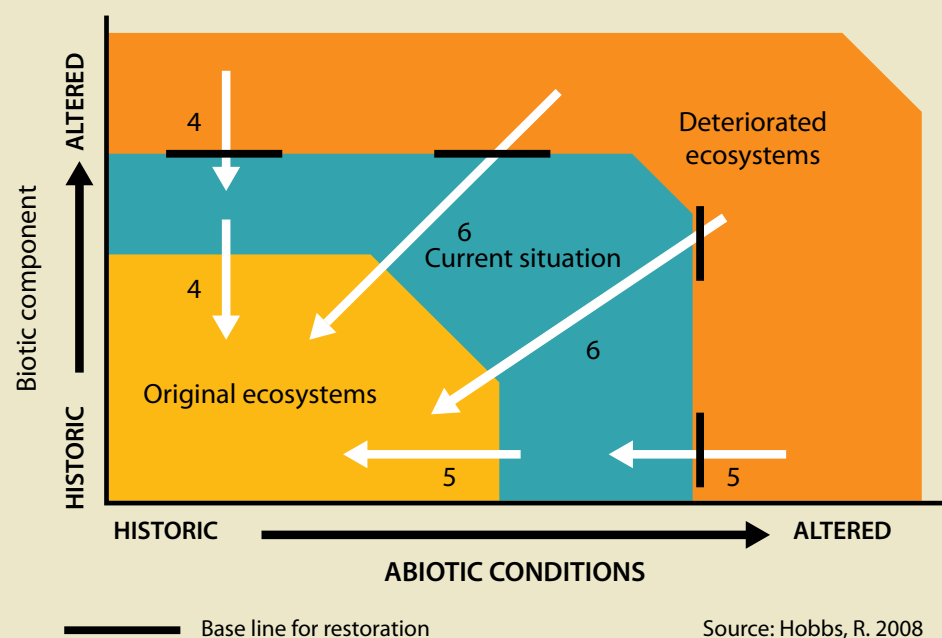 ALTERED
Biotic component
HISTORIC
4
4
Deteriorated
ecosystems
6
Current situation
6
Original ecosystems
5
5
HISTORIC
ALTERED
ABIOTIC CONDITIONS
Base line for restoration
Source: Hobbs, R. 2008